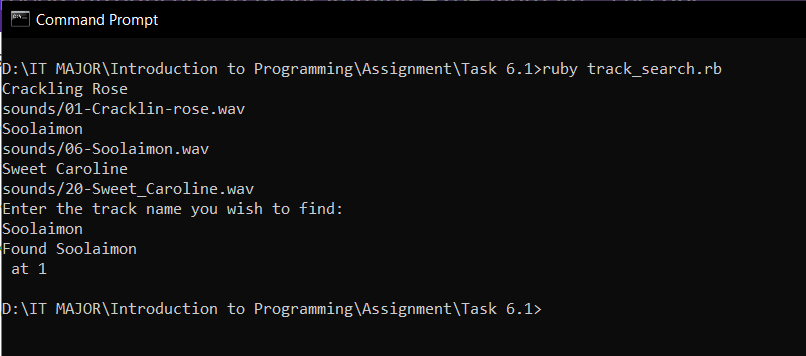 Command Prompt
D:\IT MAJOR\Introduction to Programming\Assignment\Task 6.1>ruby track_search.rb
Crackling Rose
sounds/01-Cracklin-rose.wav
Soolaimon
sounds/06-Soolaimon.wav
Sweet Caroline
sounds/20-Sweet_Caroline.wav
Enter the track name you wish to find:
Soolaimon
Found Soolaimon
 at 1
D:\IT MAJOR\Introduction to Programming\Assignment\Task 6.1>